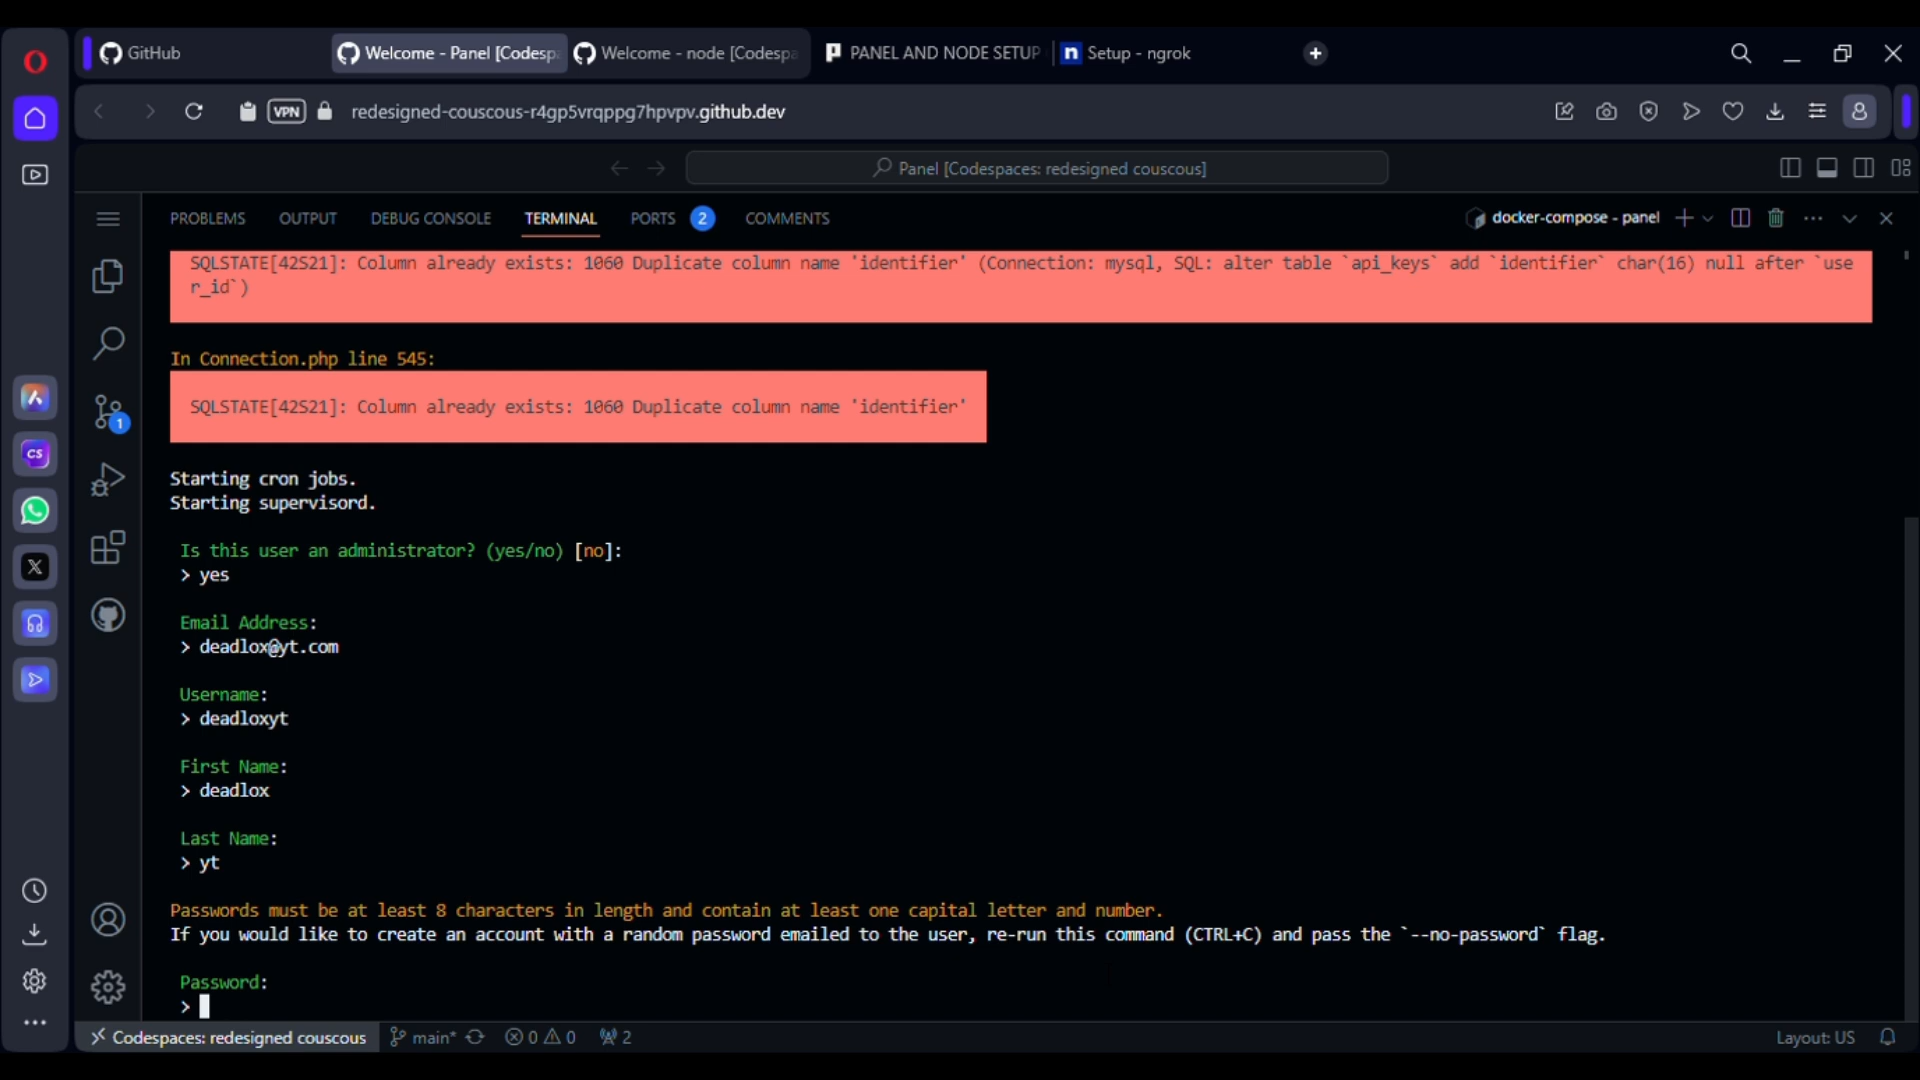 GitHub
Welcome - Panel [Codespa
Welcome - node [Codespa
PANEL AND NODE SETUP
n Setup - ngrok
VPN
redesigned-couscous-r4gp5vrqppg7hpvpv.github.dev
Panel [Codespaces: redesigned couscous]
PROBLEMS OUTPUT DEBUG CONSOLE TERMINAL PORTS 2 COMMENTS
docker-compose - panel
SQLSTATE[42S21]: Column already exists: 1060 Duplicate column name 'identifier' (Connection: mysql, SQL: alter table `api_keys` add `identifier` char(16) null after `use
r_id`)
In Connection.php line 545:
SQLSTATE[42S21]: Column already exists: 1060 Duplicate column name 'identifier'
Starting cron jobs.
Starting supervisord.
Is this user an administrator? (yes/no) [no]:
> yes
Email Address:
> deadlox@yt.com
Username:
> deadloxyt
First Name:
> deadlox
Last Name:
> yt
Passwords must be at least 8 characters in length and contain at least one capital letter and number.
If you would like to create an account with a random password emailed to the user, re-run this command (CTRL+C) and pass the `--no-password` flag.
Password:
>
CS
1
Codespaces: redesigned couscous
main*
0
0
2
Layout: US